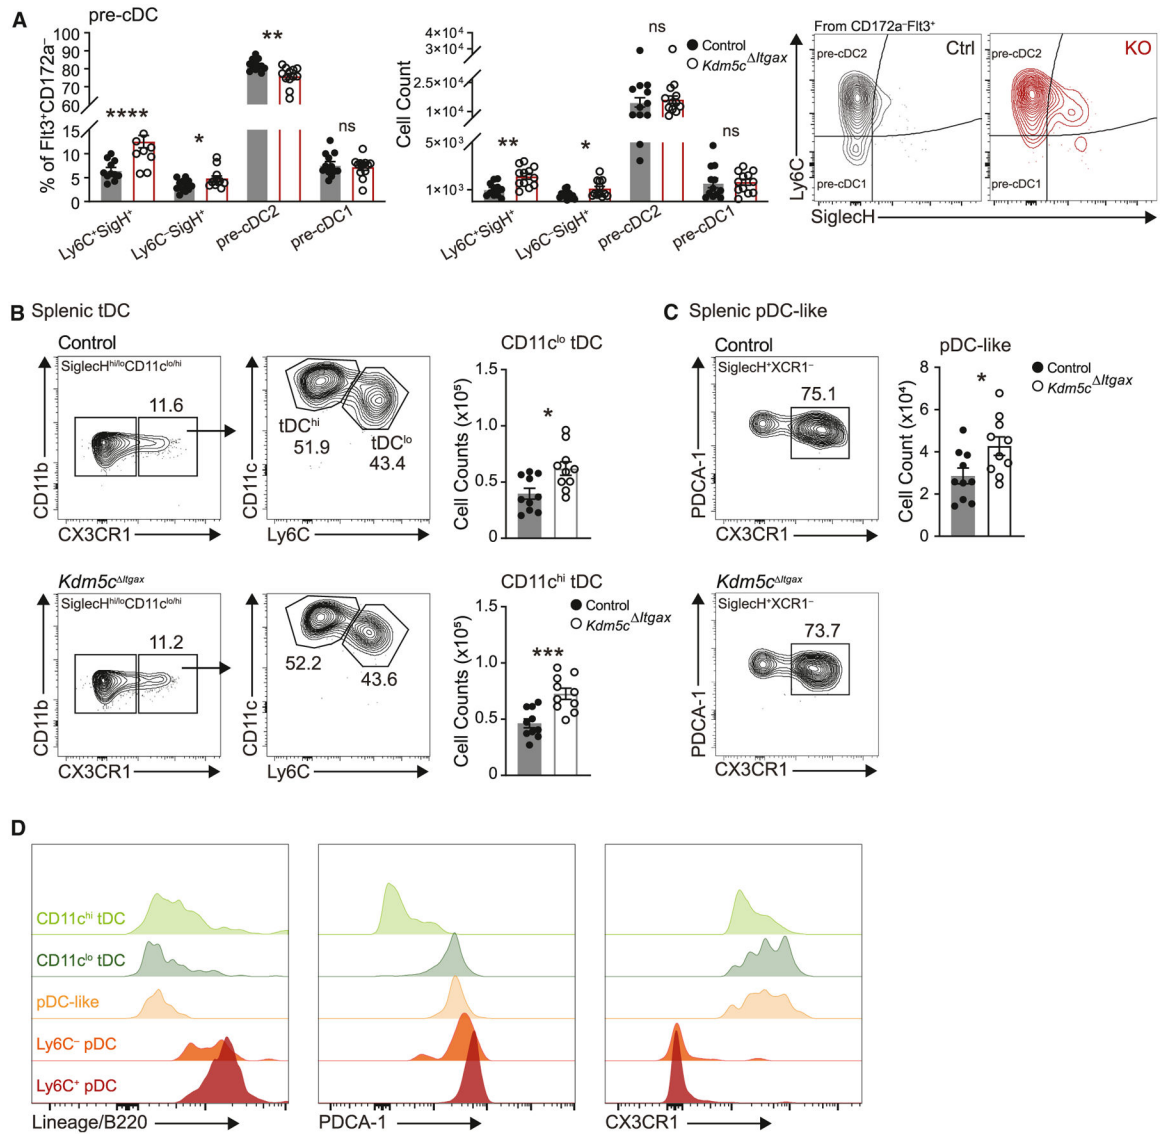 A
pre-cDC
% of Flt3⁺CD172a⁻
100
90
80
70
60
15
10
5
0
****
*
**
ns
Ly6C⁺SigH⁺
Ly6C⁻SigH⁺
pre-cDC2
pre-cDC1
Cell Count
4×10⁴
3×10⁴
2.5×10⁴
1×10⁴
5×10³
1×10³
**
*
ns
ns
Control
Kdm5c^ΔItgax
Ly6C⁺SigH⁺
Ly6C⁻SigH⁺
pre-cDC2
pre-cDC1
From CD172a⁻Flt3⁺
pre-cDC2
Ctrl
pre-cDC1
pre-cDC2
KO
pre-cDC1
Ly6C
SiglecH
B Splenic tDC
Control
SiglecH^hi/lo CD11c^lo/hi
11.6
CD11b
CX3CR1
tDC^hi
51.9
tDC^lo
43.4
CD11c
Ly6C
CD11c^lo tDC
Cell Counts (x10⁵)
1.5
1.0
0.5
0
*
Kdm5c^ΔItgax
SiglecH^hi/lo CD11c^lo/hi
11.2
CD11b
CX3CR1
52.2
43.6
CD11c
Ly6C
CD11c^hi tDC
Cell Counts (x10⁵)
1.5
1.0
0.5
0
***
Control
Kdm5c^ΔItgax
C Splenic pDC-like
Control
SiglecH⁺XCR1⁻
75.1
PDCA-1
CX3CR1
pDC-like
Cell Count (x10⁴)
8
6
4
2
0
*
Control
Kdm5c^ΔItgax
Kdm5c^ΔItgax
SiglecH⁺XCR1⁻
73.7
PDCA-1
CX3CR1
D
CD11c^hi tDC
CD11c^lo tDC
pDC-like
Ly6C⁻ pDC
Ly6C⁺ pDC
Lineage/B220
PDCA-1
CX3CR1